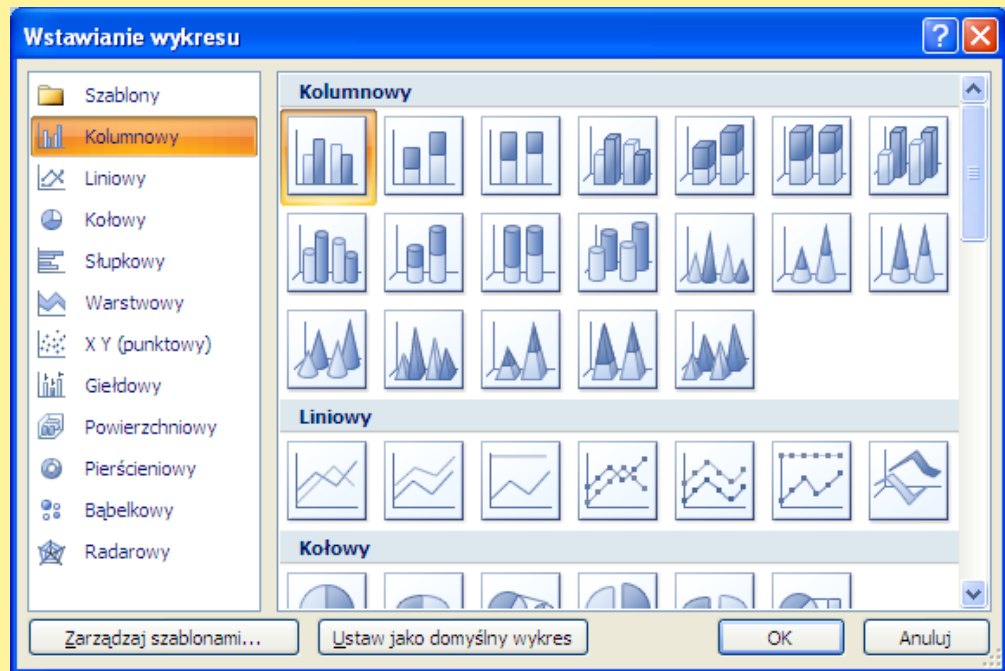 Wstawianie wykresu
Szablony
Kolumnowy
Liniowy
Kołowy
Słupkowy
Warstwowy
X Y (punktowy)
Giełdowy
Powierzchniowy
Pierścieniowy
Bąbelkowy
Radarowy
Kolumnowy
Liniowy
Kołowy
Zarządzaj szablonami...
Ustaw jako domyślny wykres
OK
Anuluj